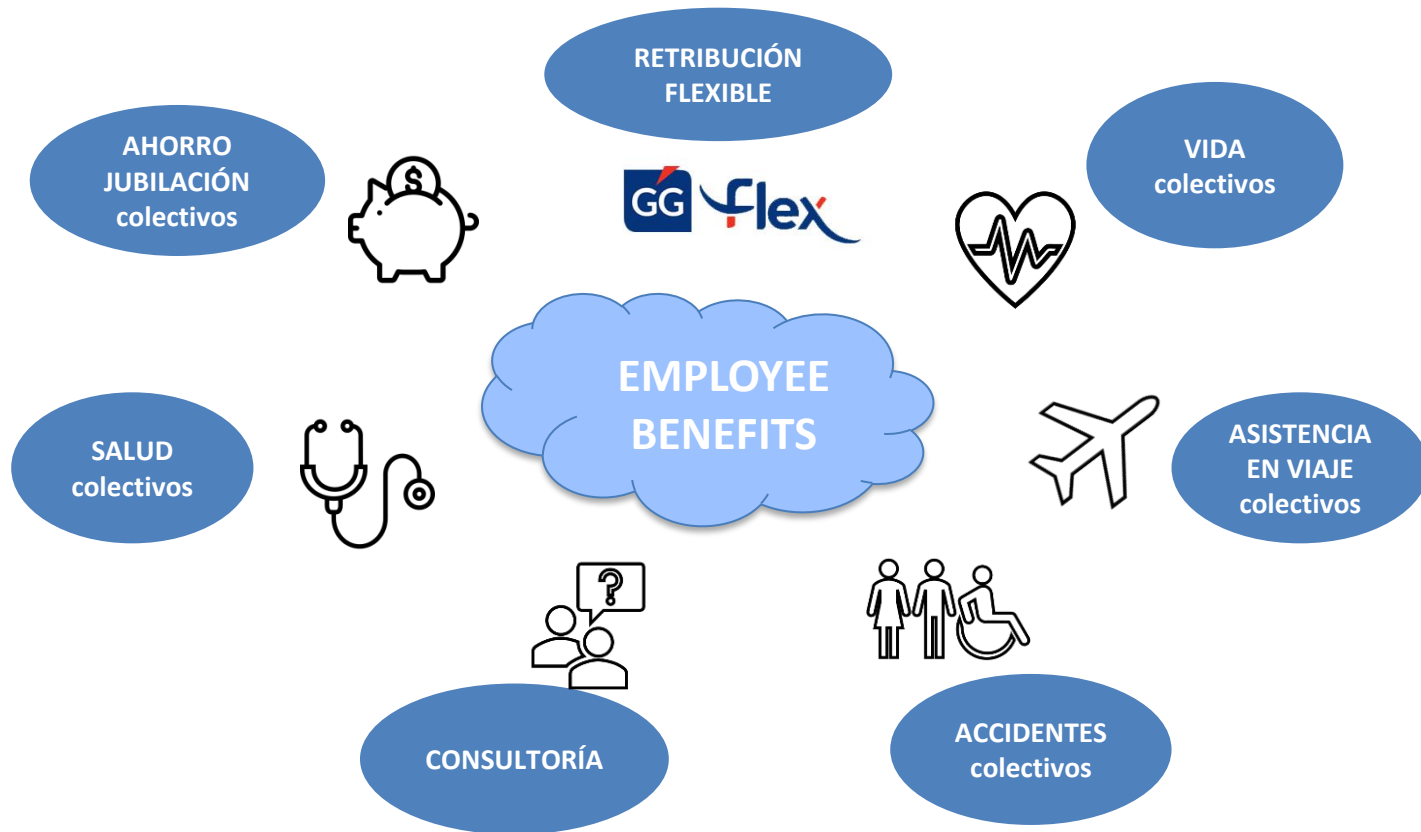 RETRIBUCIÓN
FLEXIBLE
AHORRO
JUBILACIÓN
colectivos
$
GG flex
VIDA
colectivos
EMPLOYEE
BENEFITS
SALUD
colectivos
ASISTENCIA
EN VIAJE
colectivos
?
CONSULTORÍA
ACCIDENTES
colectivos